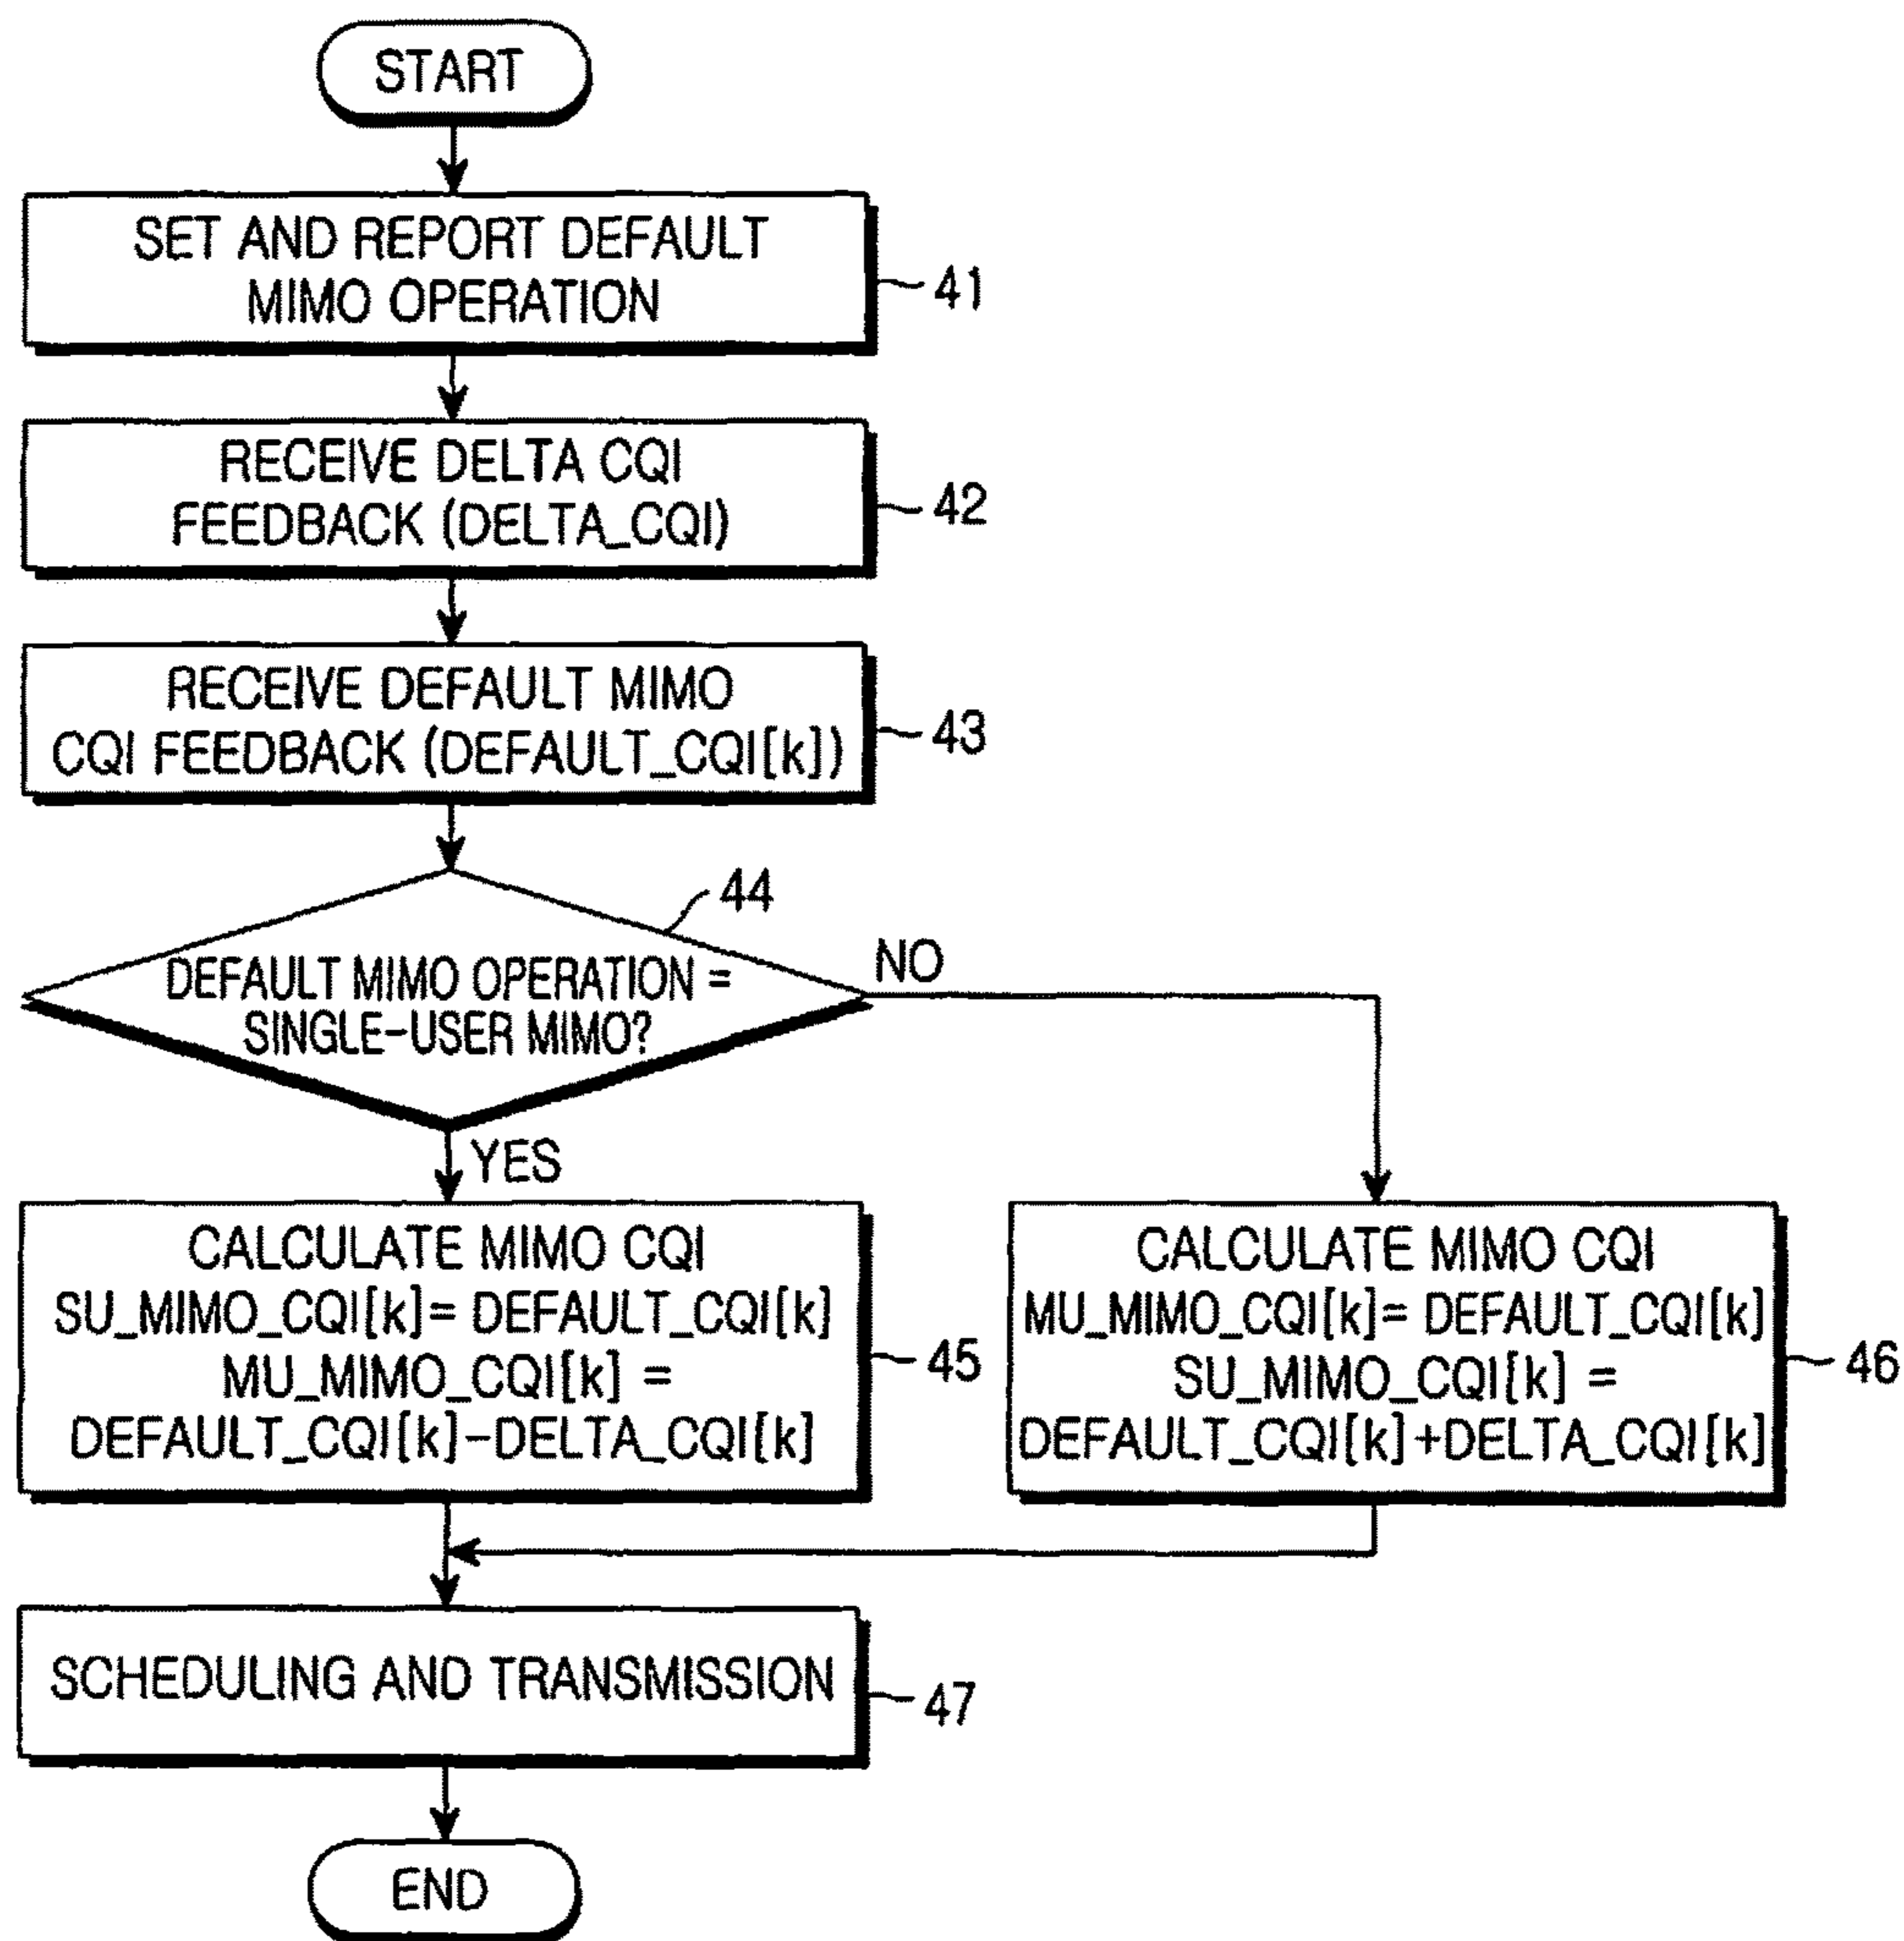 START
SET AND REPORT DEFAULT
MIMO OPERATION
41
RECEIVE DELTA CQI
FEEDBACK (DELTA_CQI)
42
RECEIVE DEFAULT MIMO
CQI FEEDBACK (DEFAULT_CQI[k])
43
44
DEFAULT MIMO OPERATION =
SINGLE-USER MIMO?
NO
YES
CALCULATE MIMO CQI
SU_MIMO_CQI[k]= DEFAULT_CQI[k]
MU_MIMO_CQI[k] =
DEFAULT_CQI[k]-DELTA_CQI[k]
45
CALCULATE MIMO CQI
MU_MIMO_CQI[k]= DEFAULT_CQI[k]
SU_MIMO_CQI[k] =
DEFAULT_CQI[k]+DELTA_CQI[k]
46
SCHEDULING AND TRANSMISSION
47
END